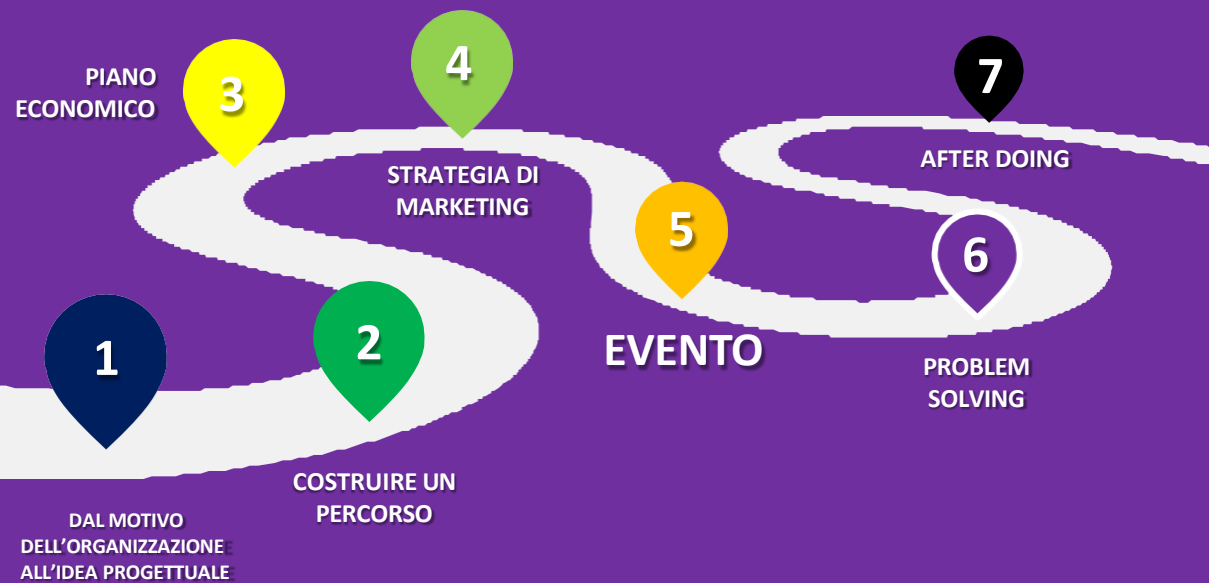 1
DAL MOTIVO
DELL'ORGANIZZAZIONE
ALL'IDEA PROGETTUALE
2
COSTRUIRE UN
PERCORSO
3
PIANO
ECONOMICO
4
STRATEGIA DI
MARKETING
5
EVENTO
6
PROBLEM
SOLVING
7
AFTER DOING